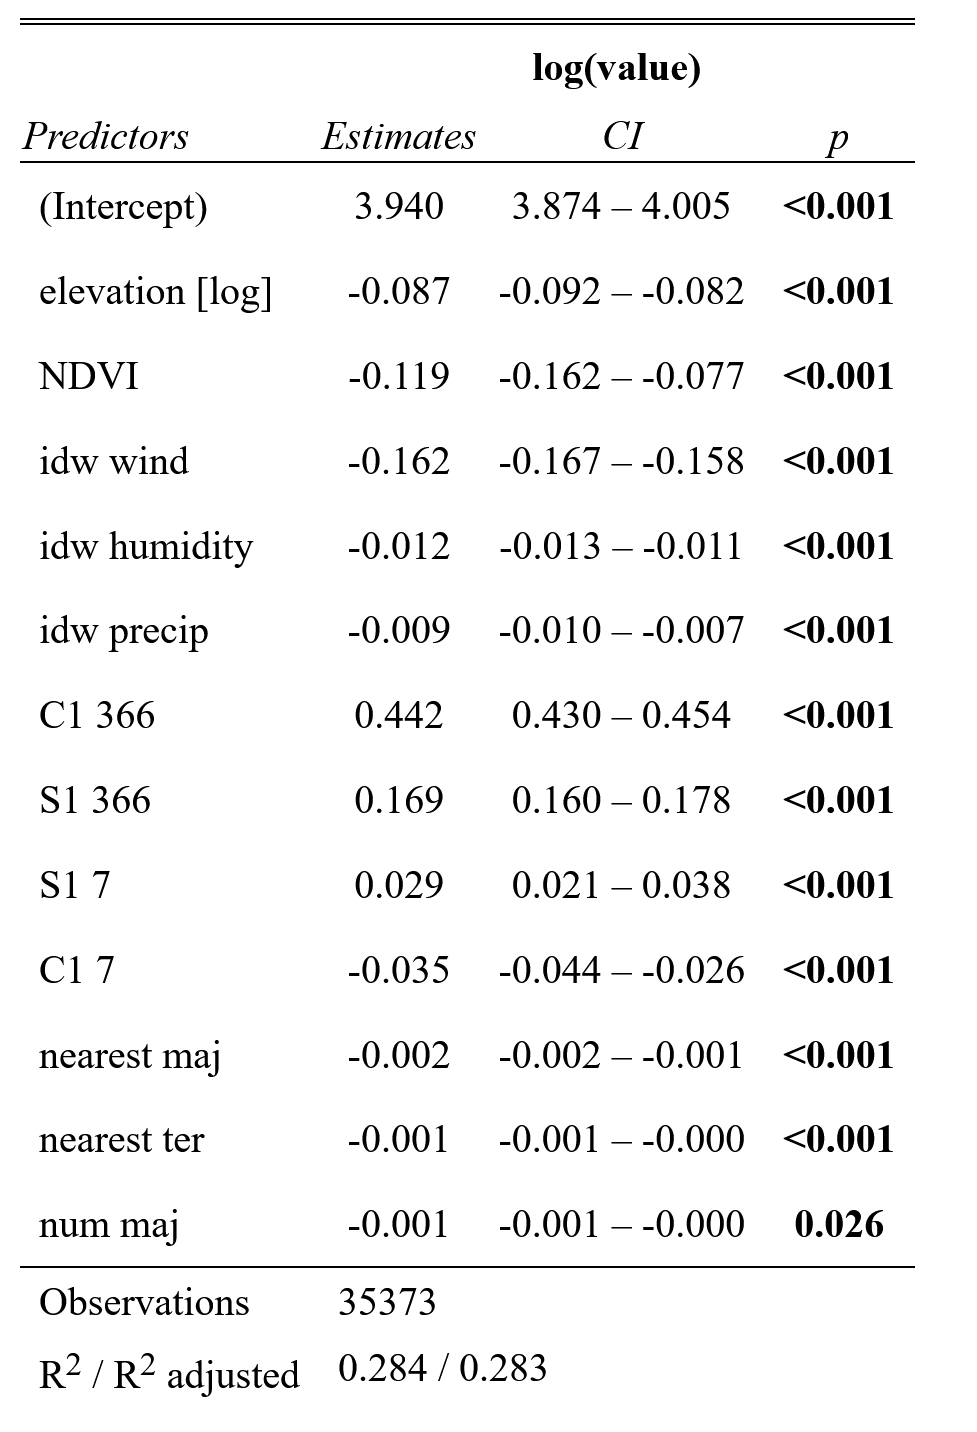 log(value)
Predictors Estimates CI p
(Intercept) 3.940 3.874 – 4.005 <0.001
elevation [log] -0.087 -0.092 – -0.082 <0.001
NDVI -0.119 -0.162 – -0.077 <0.001
idw wind -0.162 -0.167 – -0.158 <0.001
idw humidity -0.012 -0.013 – -0.011 <0.001
idw precip -0.009 -0.010 – -0.007 <0.001
C1 366 0.442 0.430 – 0.454 <0.001
S1 366 0.169 0.160 – 0.178 <0.001
S1 7 0.029 0.021 – 0.038 <0.001
C1 7 -0.035 -0.044 – -0.026 <0.001
nearest maj -0.002 -0.002 – -0.001 <0.001
nearest ter -0.001 -0.001 – -0.000 <0.001
num maj -0.001 -0.001 – -0.000 0.026
Observations 35373
R² / R² adjusted 0.284 / 0.283